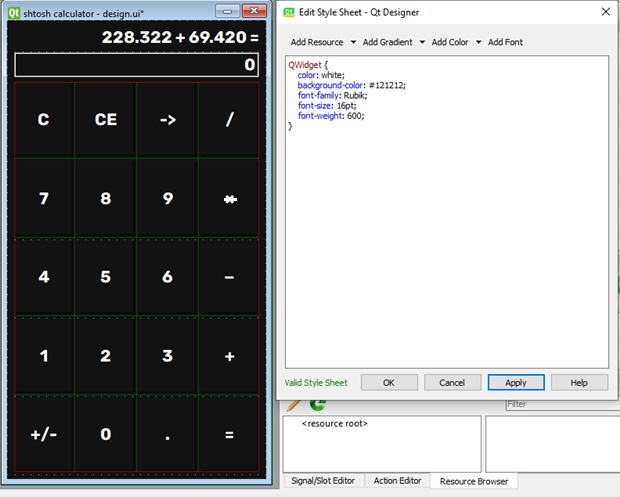 Qt shtosh calculator - design.ui*
228.322 + 69.420 =
0
C CE -> /
7 8 9 *
4 5 6 −
1 2 3 +
+/- 0 . =
Qt Edit Style Sheet - Qt Designer
Add Resource Add Gradient Add Color Add Font
QWidget {
color: white;
background-color: #121212;
font-family: Rubik;
font-size: 16pt;
font-weight: 600;
}
Valid Style Sheet OK Cancel Apply Help
Filter
<resource root>
Signal/Slot Editor Action Editor Resource Browser